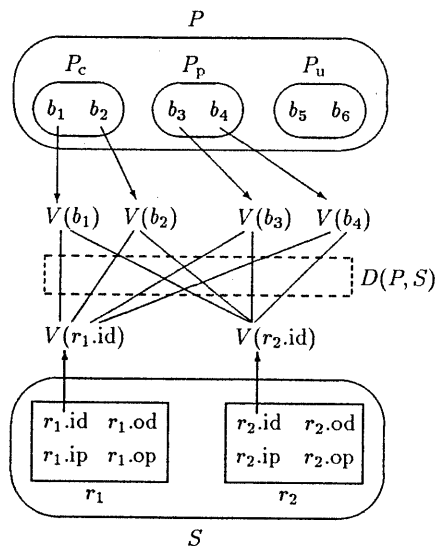 P
P_c P_p P_u
b_1 b_2 b_3 b_4 b_5 b_6
V(b_1) V(b_2) V(b_3) V(b_4)
D(P, S)
V(r_1.id) V(r_2.id)
r_1.id r_1.od r_2.id r_2.od
r_1.ip r_1.op r_2.ip r_2.op
r_1 r_2
S